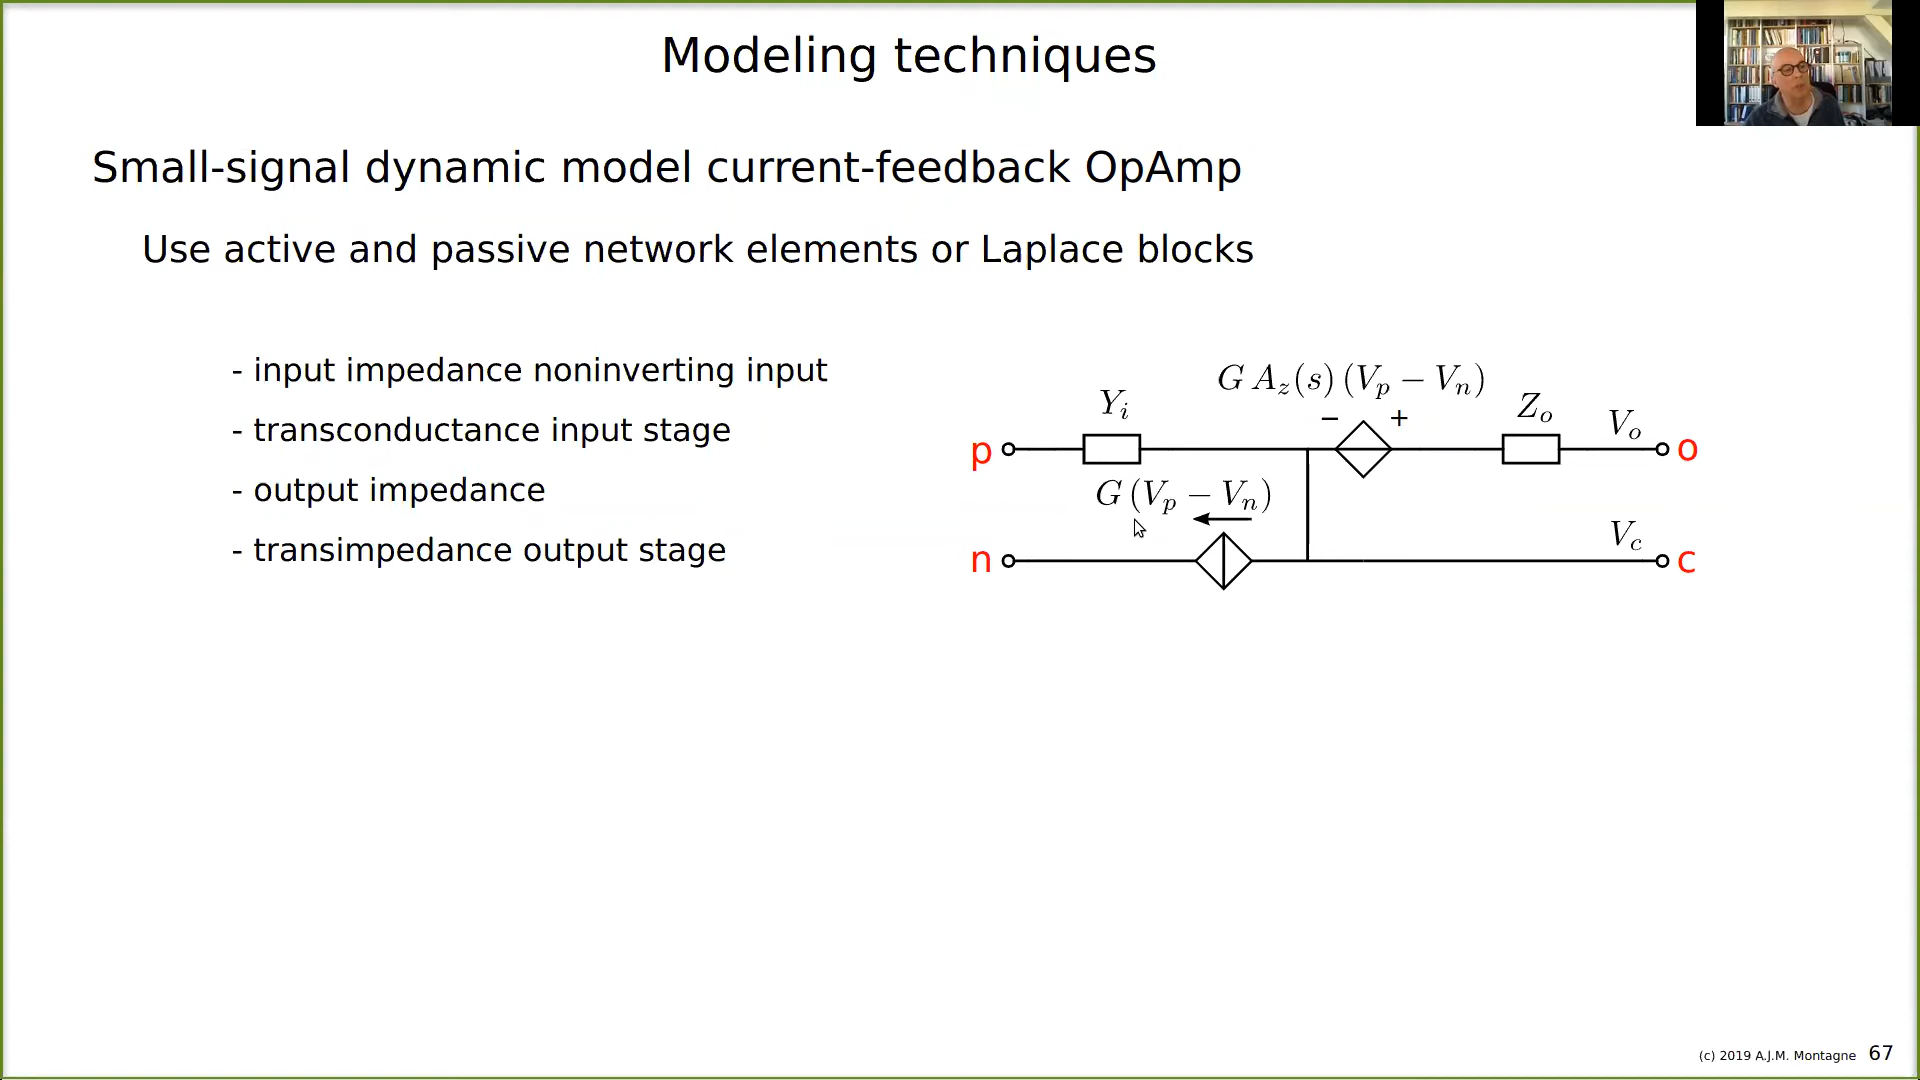 Modeling techniques
Small-signal dynamic model current-feedback OpAmp
Use active and passive network elements or Laplace blocks
- input impedance noninverting input
- transconductance input stage
- output impedance
- transimpedance output stage
G A_z(s) (V_p − V_n)
Y_i
− +
Z_o
V_o
p
o
G (V_p − V_n)
V_c
n
c
(c) 2019 A.J.M. Montagne 67